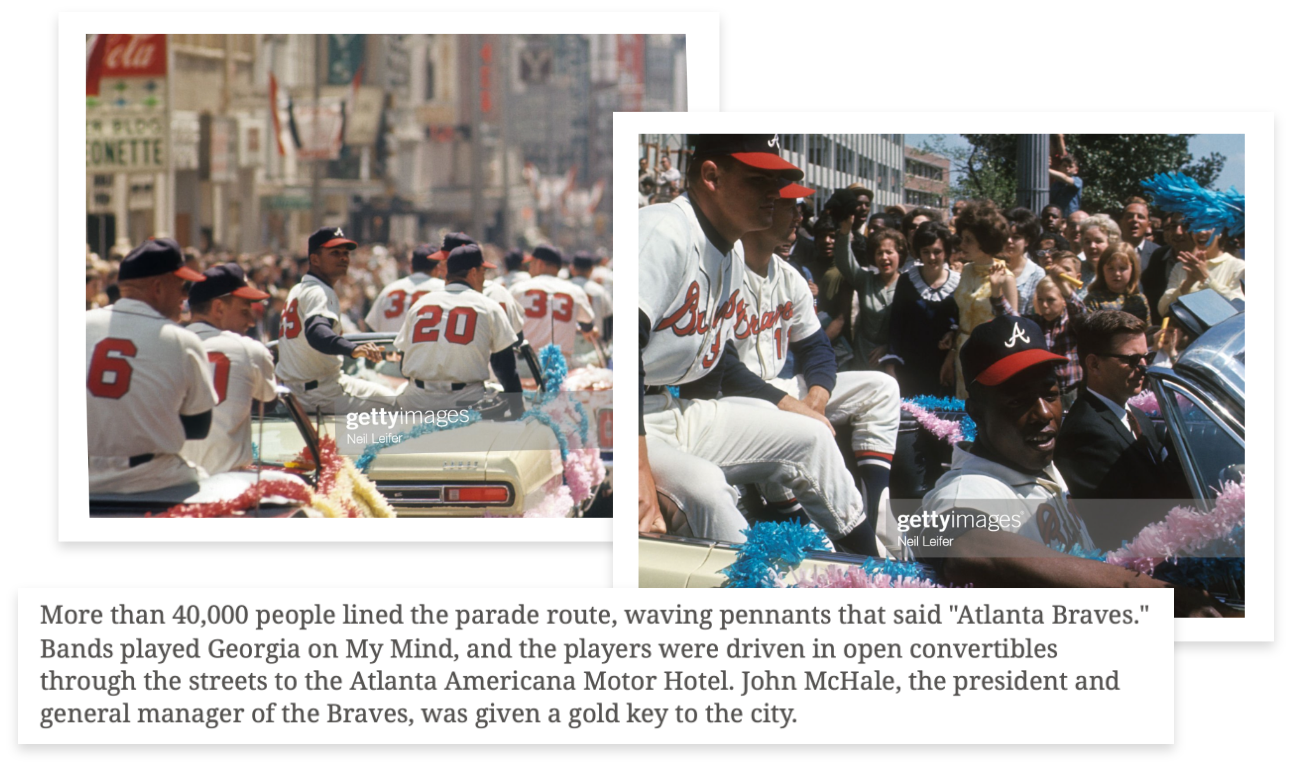 ola
ONETTE
6
9
20
33
A
gettyimages®
Neil Leifer
A
Braves
3
Braves
1
A
gettyimages®
Neil Leifer
More than 40,000 people lined the parade route, waving pennants that said "Atlanta Braves."
Bands played Georgia on My Mind, and the players were driven in open convertibles
through the streets to the Atlanta Americana Motor Hotel. John McHale, the president and
general manager of the Braves, was given a gold key to the city.